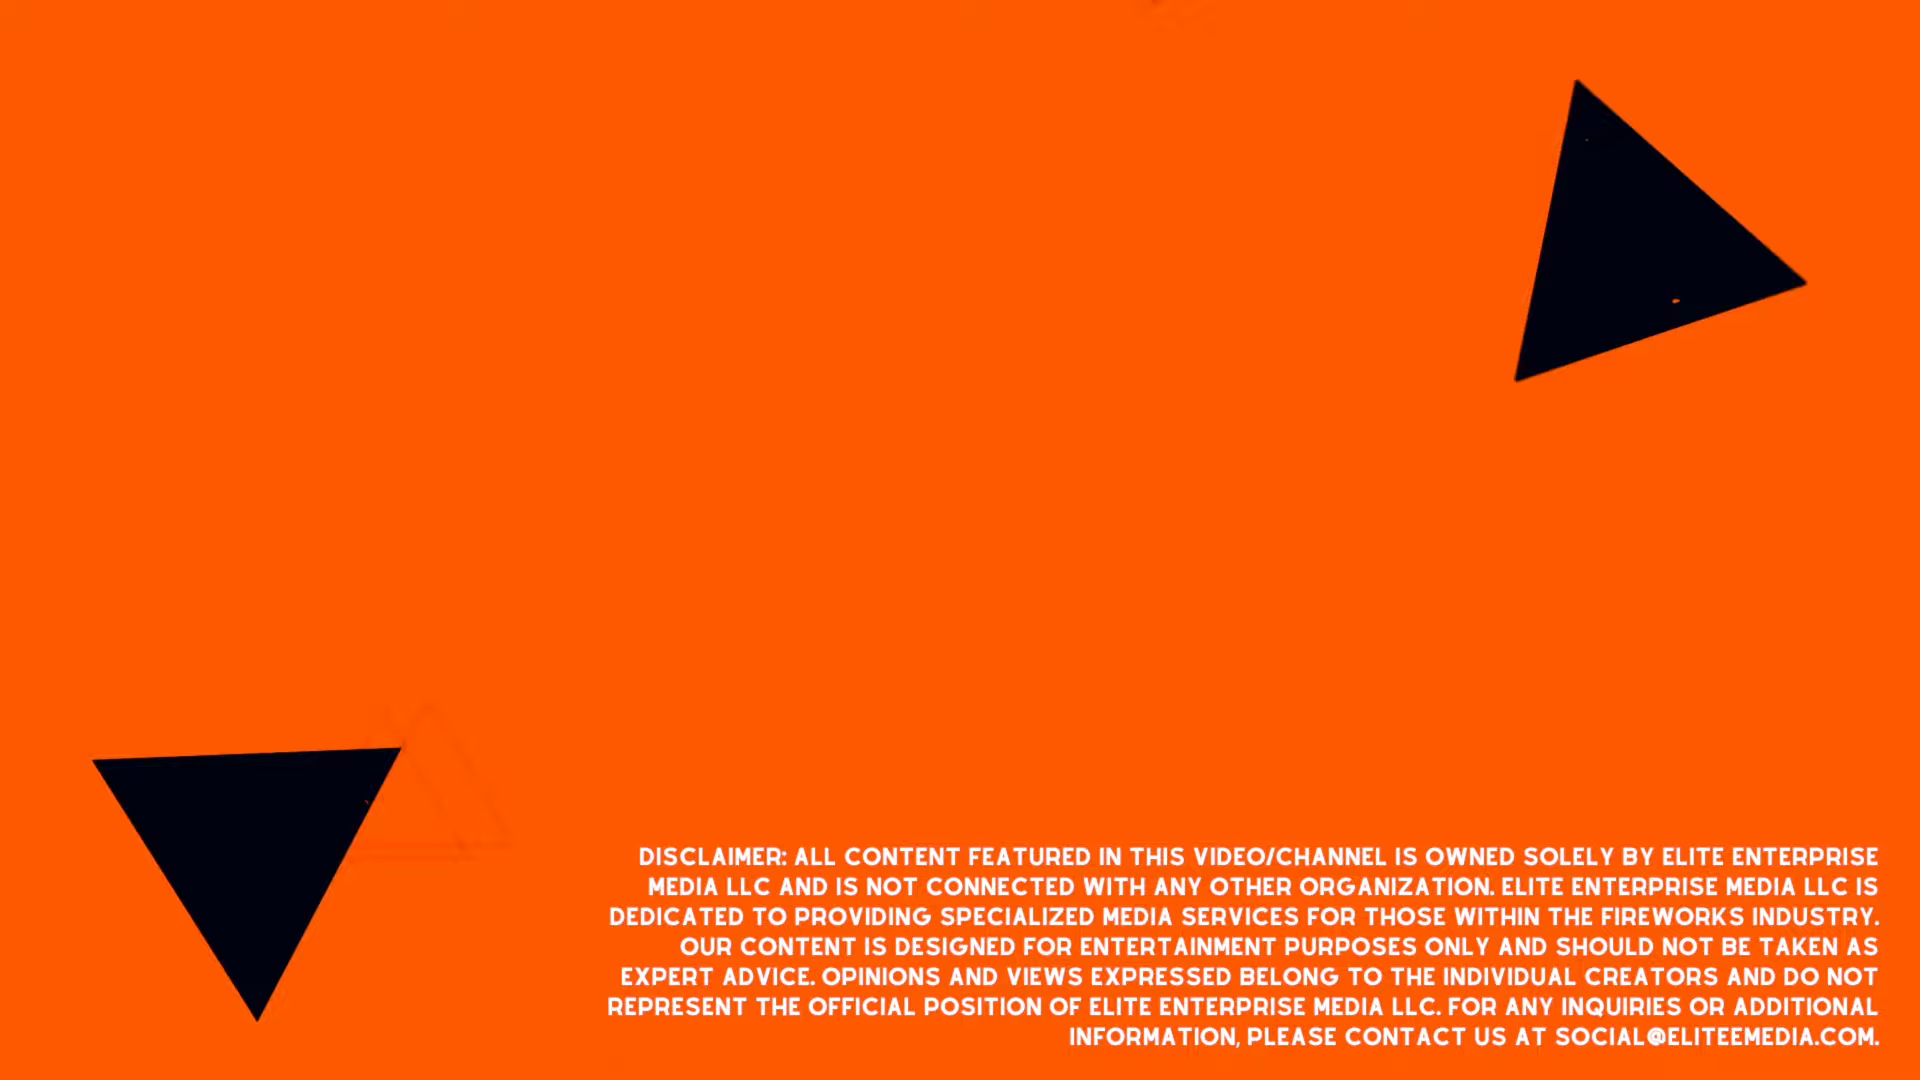 DISCLAIMER: ALL CONTENT FEATURED IN THIS VIDEO/CHANNEL IS OWNED SOLELY BY ELITE ENTERPRISE
MEDIA LLC AND IS NOT CONNECTED WITH ANY OTHER ORGANIZATION. ELITE ENTERPRISE MEDIA LLC IS
DEDICATED TO PROVIDING SPECIALIZED MEDIA SERVICES FOR THOSE WITHIN THE FIREWORKS INDUSTRY.
OUR CONTENT IS DESIGNED FOR ENTERTAINMENT PURPOSES ONLY AND SHOULD NOT BE TAKEN AS
EXPERT ADVICE. OPINIONS AND VIEWS EXPRESSED BELONG TO THE INDIVIDUAL CREATORS AND DO NOT
REPRESENT THE OFFICIAL POSITION OF ELITE ENTERPRISE MEDIA LLC. FOR ANY INQUIRIES OR ADDITIONAL
INFORMATION, PLEASE CONTACT US AT SOCIAL@ELITEEMEDIA.COM.